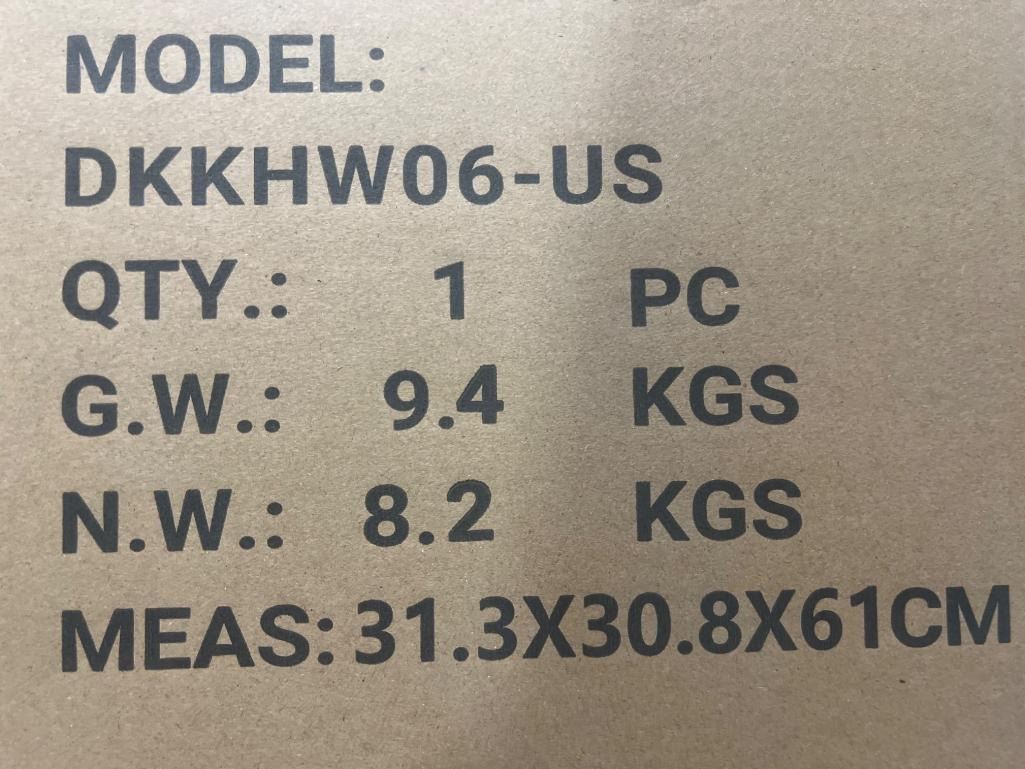 MODEL:
DKKHW06-US
QTY.: 1 PC
G.W.: 9.4 KGS
N.W.: 8.2 KGS
MEAS: 31.3X30.8X61CM